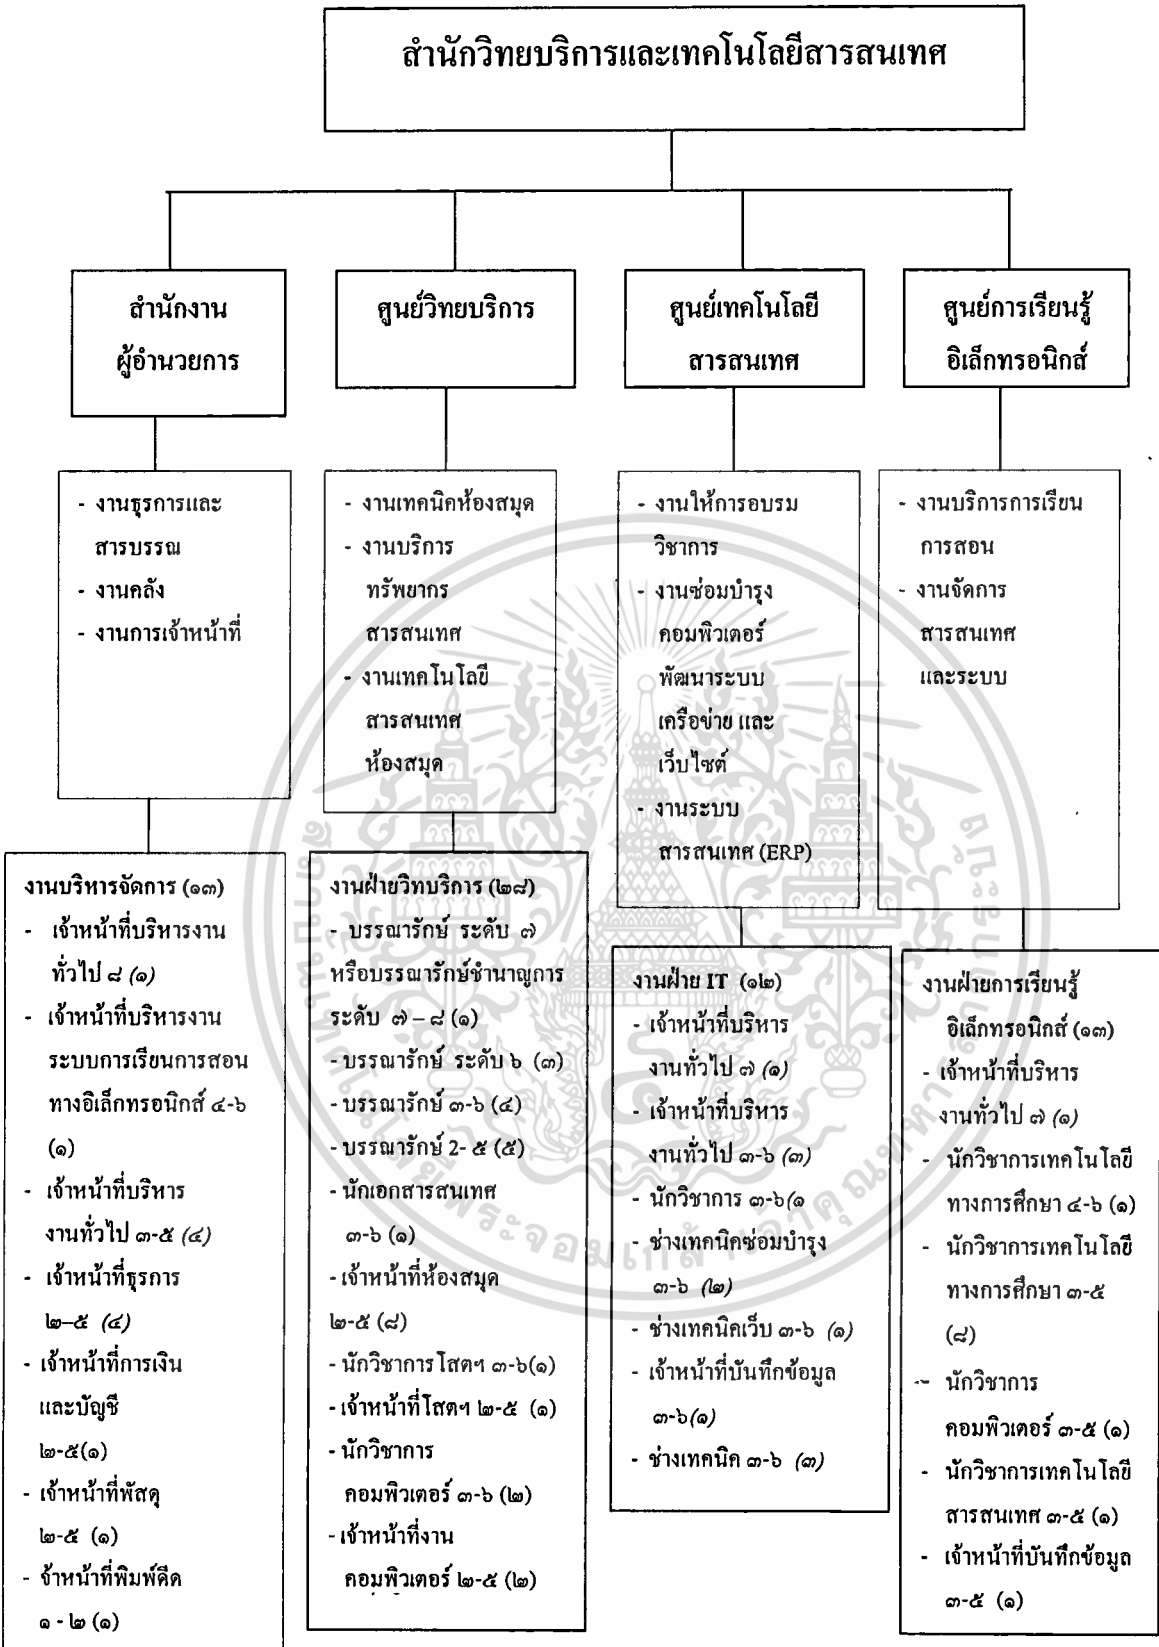 สำนักวิทยบริการและเทคโนโลยีสารสนเทศ
สำนักงาน
ผู้อำนวยการ
ศูนย์วิทยบริการ
ศูนย์เทคโนโลยี
สารสนเทศ
ศูนย์การเรียนรู้
อิเล็กทรอนิกส์
- งานธุรการและ
สารบรรณ
- งานคลัง
- งานการเจ้าหน้าที่
- งานเทคนิคห้องสมุด
- งานบริการ
ทรัพยากร
สารสนเทศ
- งานเทคโนโลยี
สารสนเทศ
ห้องสมุด
- งานให้การอบรม
วิชาการ
- งานซ่อมบำรุง
คอมพิวเตอร์
พัฒนาระบบ
เครือข่าย และ
เว็บไซต์
- งานระบบ
สารสนเทศ (ERP)
- งานบริการการเรียน
การสอน
- งานจัดการ
สารสนเทศ
และระบบ
งานบริหารจัดการ (๑๓)
- เจ้าหน้าที่บริหารงาน
ทั่วไป ๘ (๑)
- เจ้าหน้าที่บริหารงาน
ระบบการเรียนการสอน
ทางอิเล็กทรอนิกส์ ๔-๖
(๑)
- เจ้าหน้าที่บริหาร
งานทั่วไป ๓-๕ (๔)
- เจ้าหน้าที่ธุรการ
๒–๕ (๔)
- เจ้าหน้าที่การเงิน
และบัญชี
๒-๕(๑)
- เจ้าหน้าที่พัสดุ
๒-๕ (๑)
- จ้าหน้าที่พิมพ์ดีด
๑ - ๒ (๑)
งานฝ่ายวิทบริการ (๒๘)
- บรรณารักษ์ ระดับ ๗
หรือบรรณารักษ์ชำนาญการ
ระดับ ๗ – ๘ (๑)
- บรรณารักษ์ ระดับ ๖ (๓)
- บรรณารักษ์ ๓-๖ (๔)
- บรรณารักษ์ 2- ๕ (๕)
- นักเอกสารสนเทศ
๓-๖ (๑)
- เจ้าหน้าที่ห้องสมุด
๒-๕ (๘)
- นักวิชาการโสตฯ ๓-๖(๑)
- เจ้าหน้าที่โสตฯ ๒-๕ (๑)
- นักวิชาการ
คอมพิวเตอร์ ๓-๖ (๒)
- เจ้าหน้าที่งาน
คอมพิวเตอร์ ๒-๕ (๒)
งานฝ่าย IT (๑๒)
- เจ้าหน้าที่บริหาร
งานทั่วไป ๗ (๑)
- เจ้าหน้าที่บริหาร
งานทั่วไป ๓-๖ (๓)
- นักวิชาการ ๓-๖(๑
- ช่างเทคนิคซ่อมบำรุง
๓-๖ (๒)
- ช่างเทคนิคเว็บ ๓-๖ (๑)
- เจ้าหน้าที่บันทึกข้อมูล
๓-๖(๑)
- ช่างเทคนิค ๓-๖ (๓)
งานฝ่ายการเรียนรู้
อิเล็กทรอนิกส์ (๑๓)
- เจ้าหน้าที่บริหาร
งานทั่วไป ๗ (๑)
- นักวิชาการเทคโนโลยี
ทางการศึกษา ๔-๖ (๑)
- นักวิชาการเทคโนโลยี
ทางการศึกษา ๓-๕
(๘)
- นักวิชาการ
คอมพิวเตอร์ ๓-๕ (๑)
- นักวิชาการเทคโนโลยี
สารสนเทศ ๓-๕ (๑)
- เจ้าหน้าที่บันทึกข้อมูล
๓-๕ (๑)